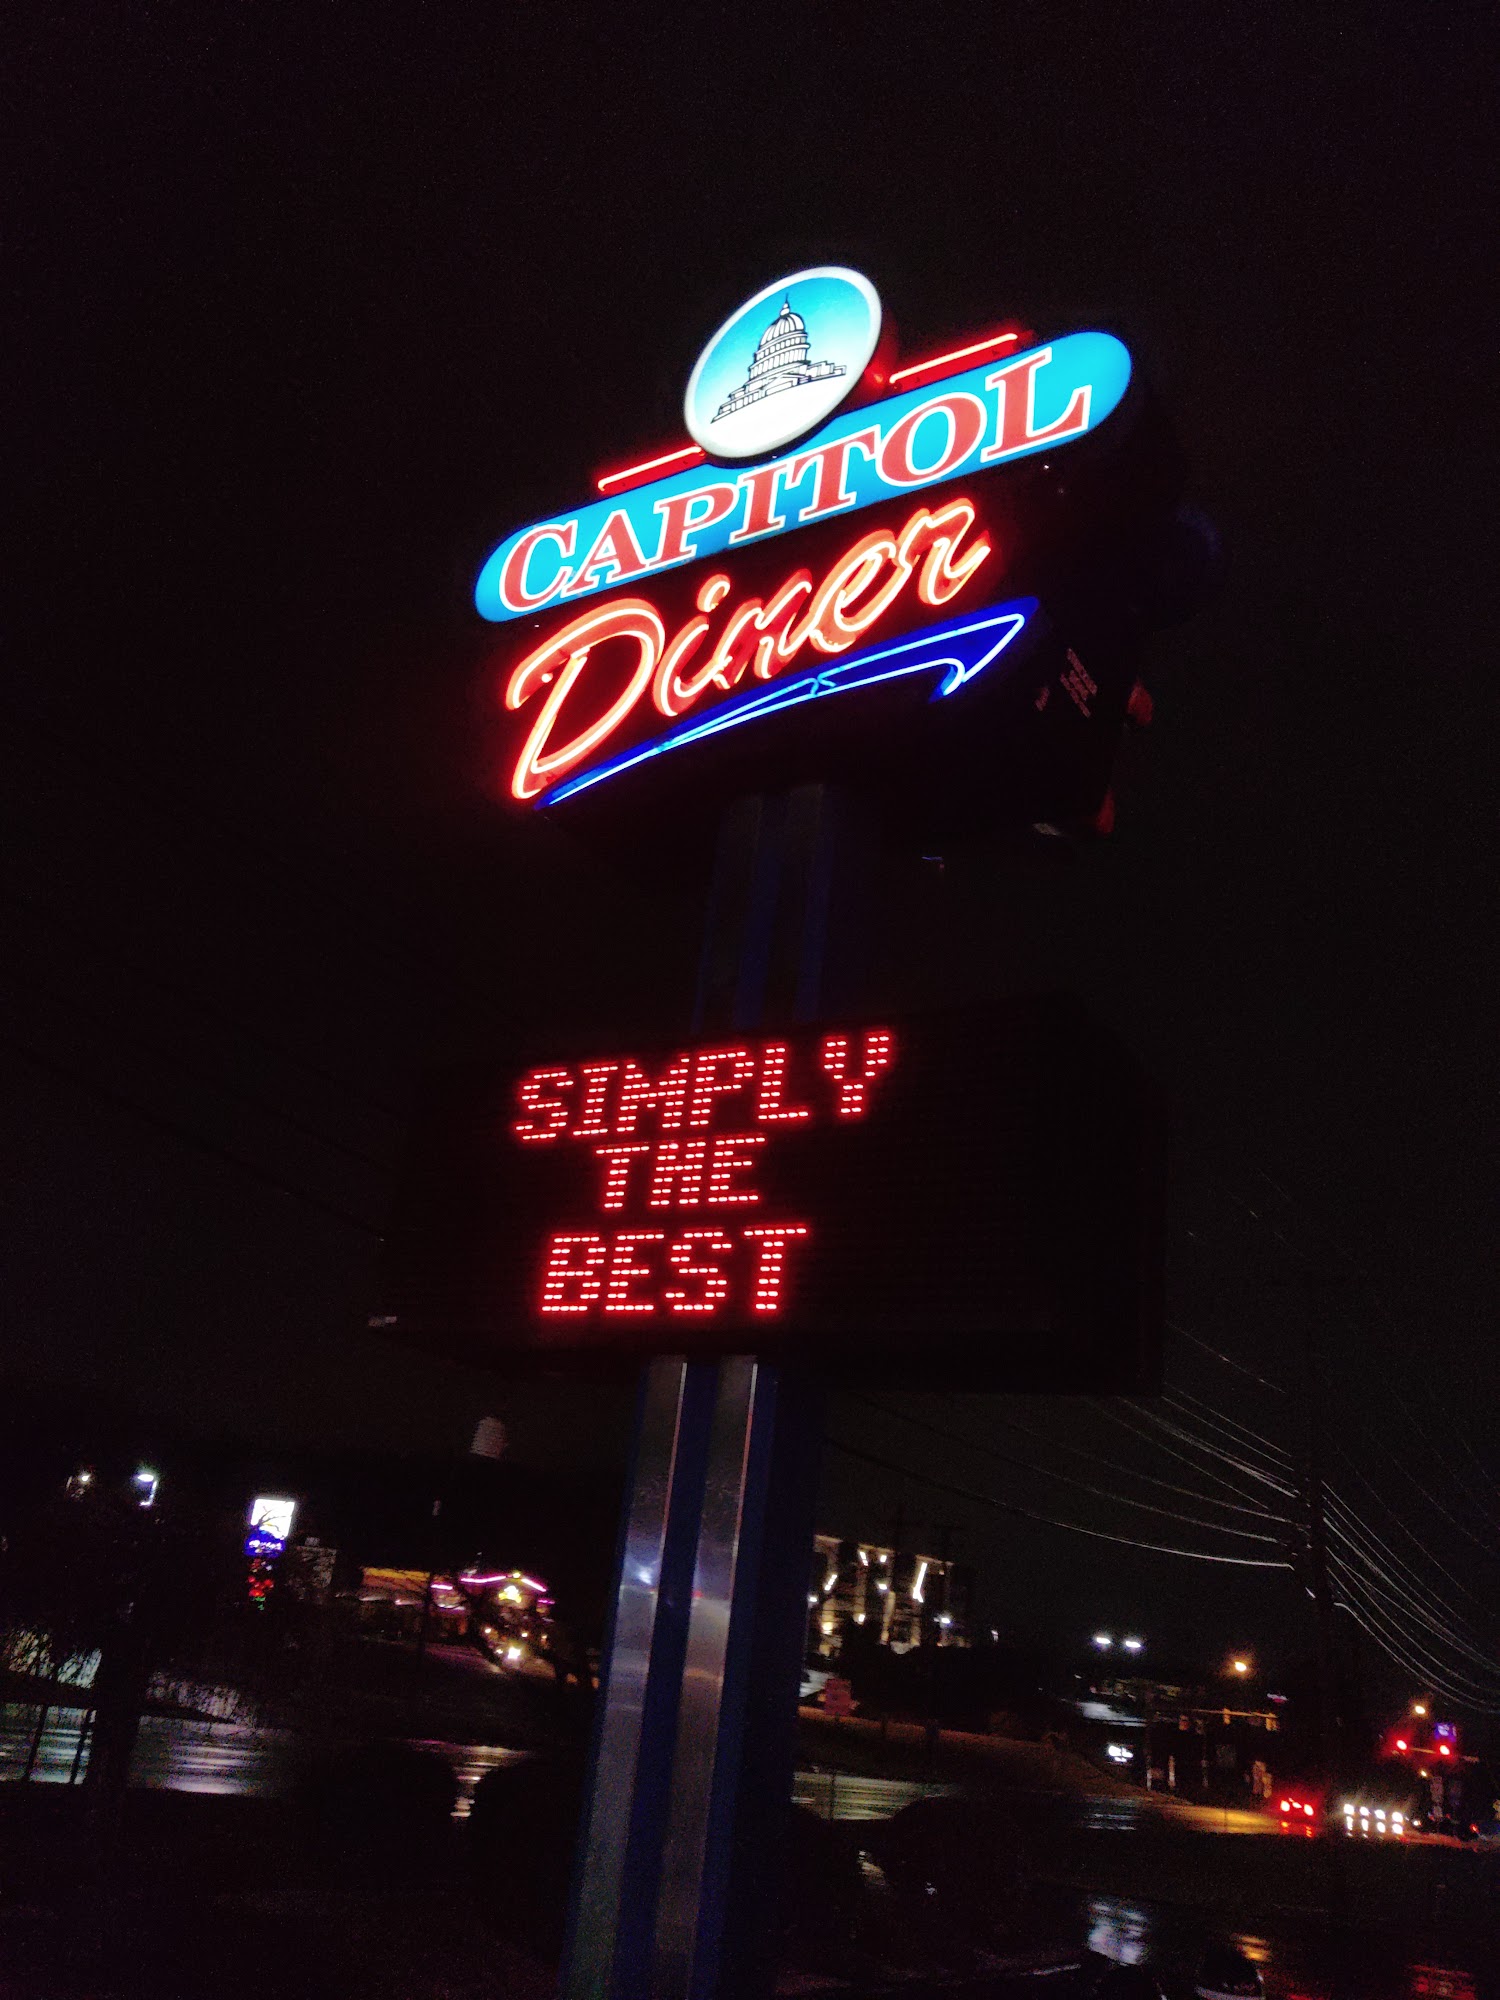 CAPITOL
Diner
SIMPLY
THE
BEST